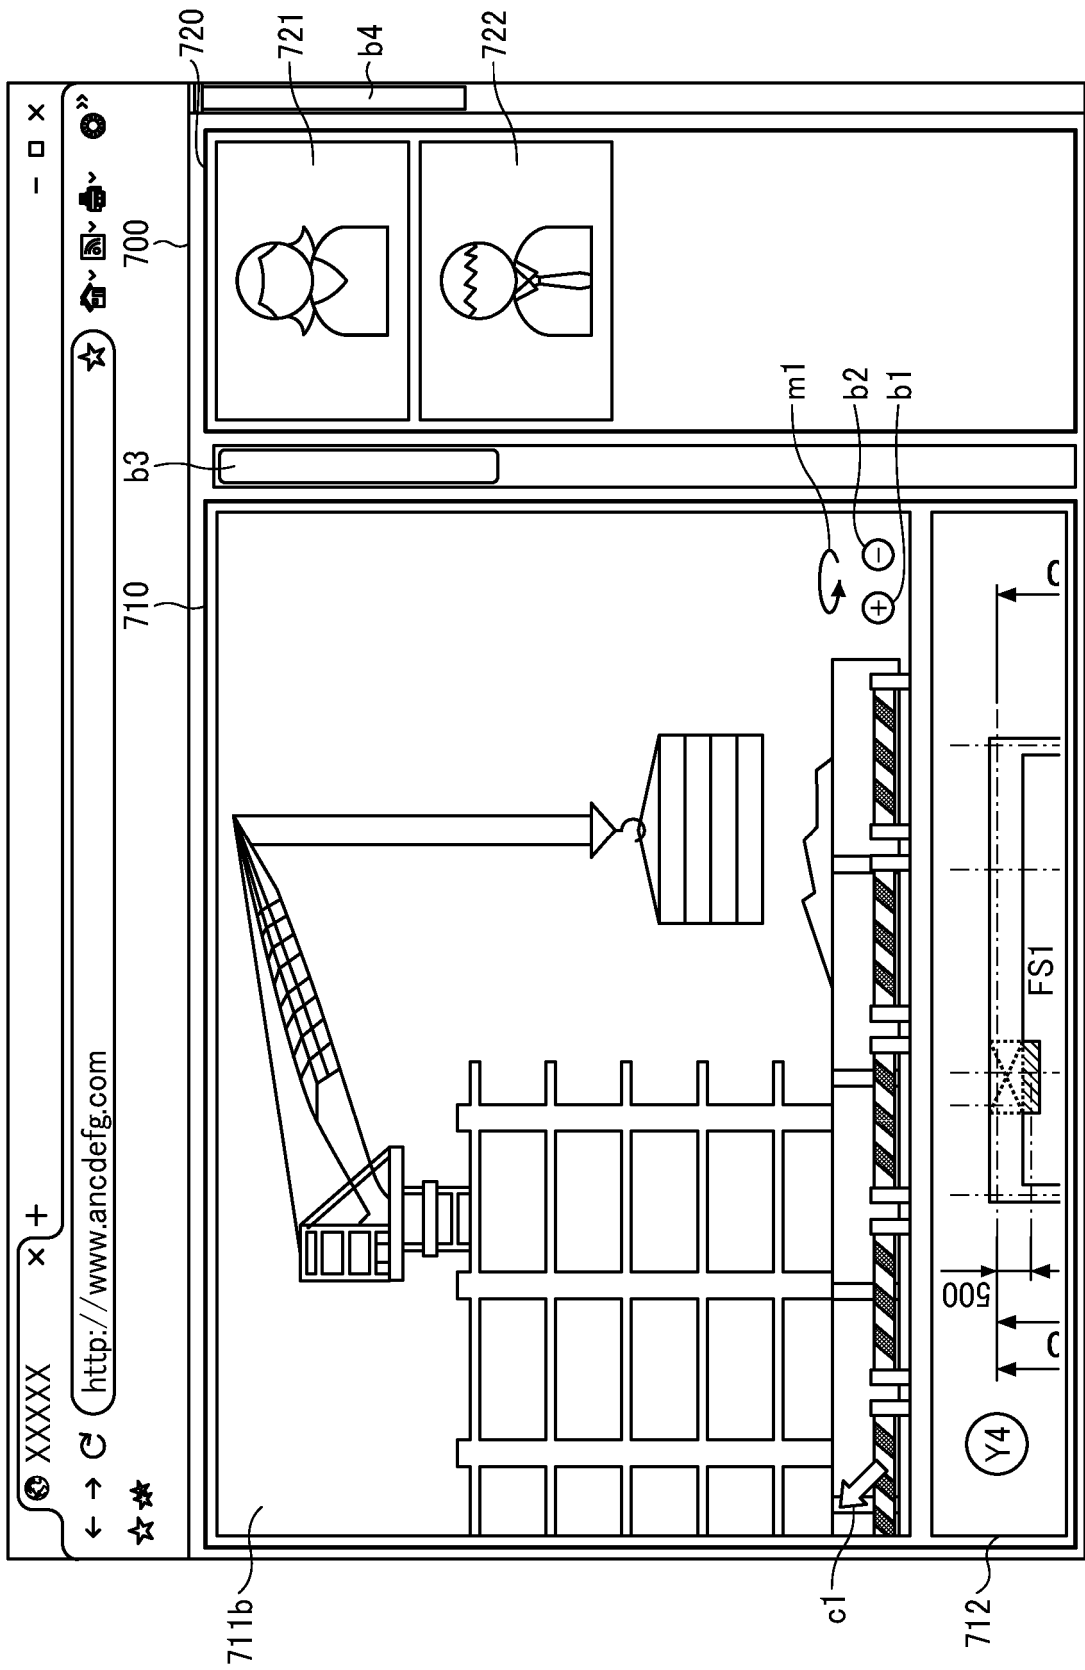 XXXXX × +
− □ ×
http://www.ancdefg.com
»
700
720
710
b3
721
b4
722
711b
m1
b2
b1
+ −
c1
712
Y4
500
FS1